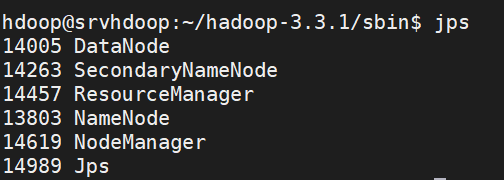 hdoop@srvhdoop:~/hadoop-3.3.1/sbin$ jps
14005 DataNode
14263 SecondaryNameNode
14457 ResourceManager
13803 NameNode
14619 NodeManager
14989 Jps